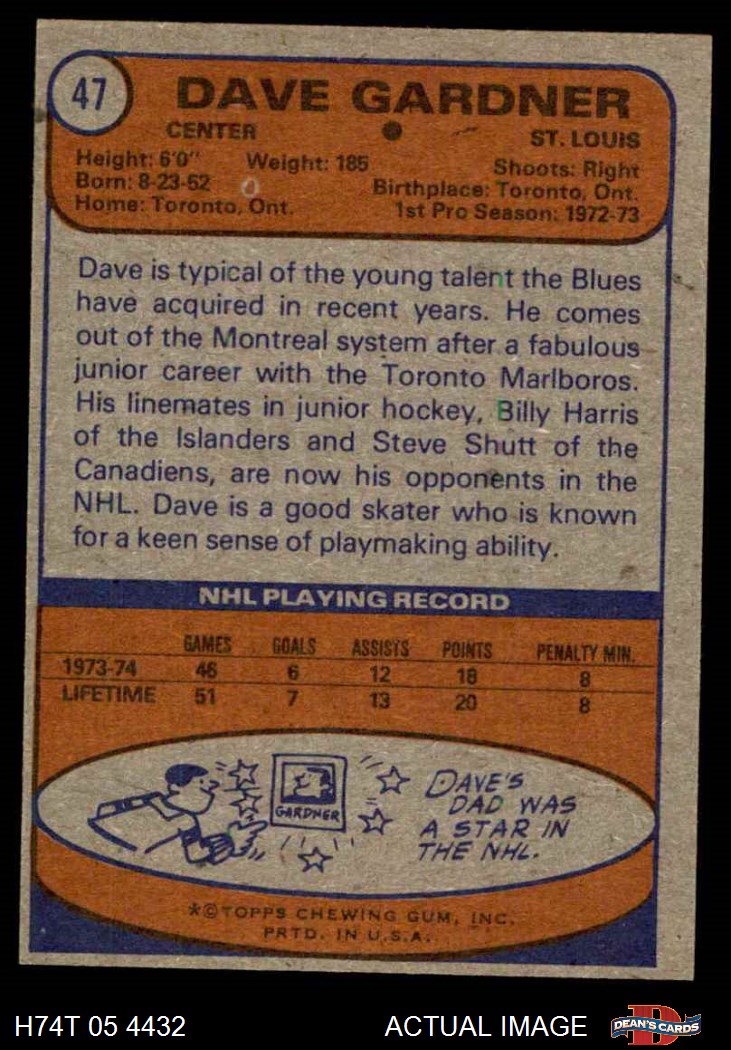 47
DAVE GARDNER
CENTER
ST. LOUIS
Height: 6'0"
Weight: 185
Shoots: Right
Born: 8-23-52
Birthplace: Toronto, Ont.
Home: Toronto, Ont.
1st Pro Season: 1972-73
Dave is typical of the young talent the Blues
have acquired in recent years. He comes
out of the Montreal system after a fabulous
junior career with the Toronto Marlboros.
His linemates in junior hockey, Billy Harris
of the Islanders and Steve Shutt of the
Canadiens, are now his opponents in the
NHL. Dave is a good skater who is known
for a keen sense of playmaking ability.
NHL PLAYING RECORD
GAMES GOALS ASSISTS POINTS PENALTY MIN.
1973-74 46 6 12 18 8
LIFETIME 51 7 13 20 8
GARDNER
DAVE'S
DAD WAS
A STAR IN
THE NHL.
*©TOPPS CHEWING GUM, INC.
PRTD. IN U.S.A.
H74T 05 4432
ACTUAL IMAGE
D
DEAN'S CARDS